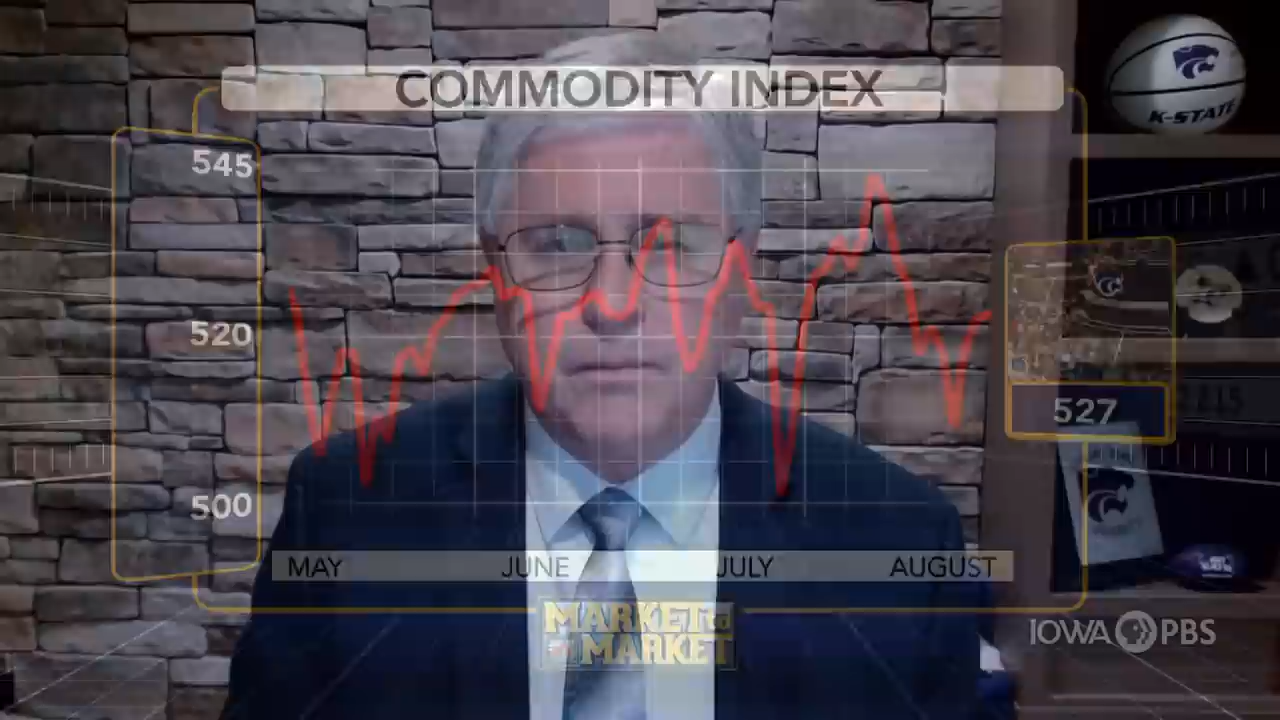 COMMODITY INDEX
K-STATE
545
520
527
500
MAY JUNE JULY AUGUST
MARKET to
MARKET
IOWA PBS